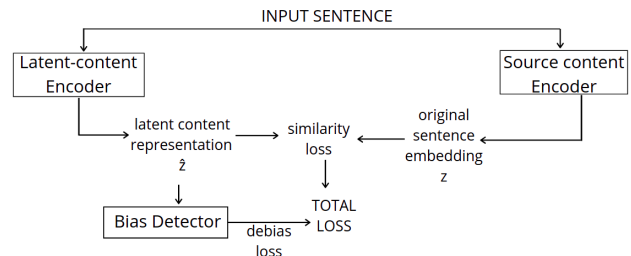 INPUT SENTENCE
Latent-content
Encoder
Source content
Encoder
latent content
representation
ẑ
similarity
loss
original
sentence
embedding
z
Bias Detector
debias
loss
TOTAL
LOSS